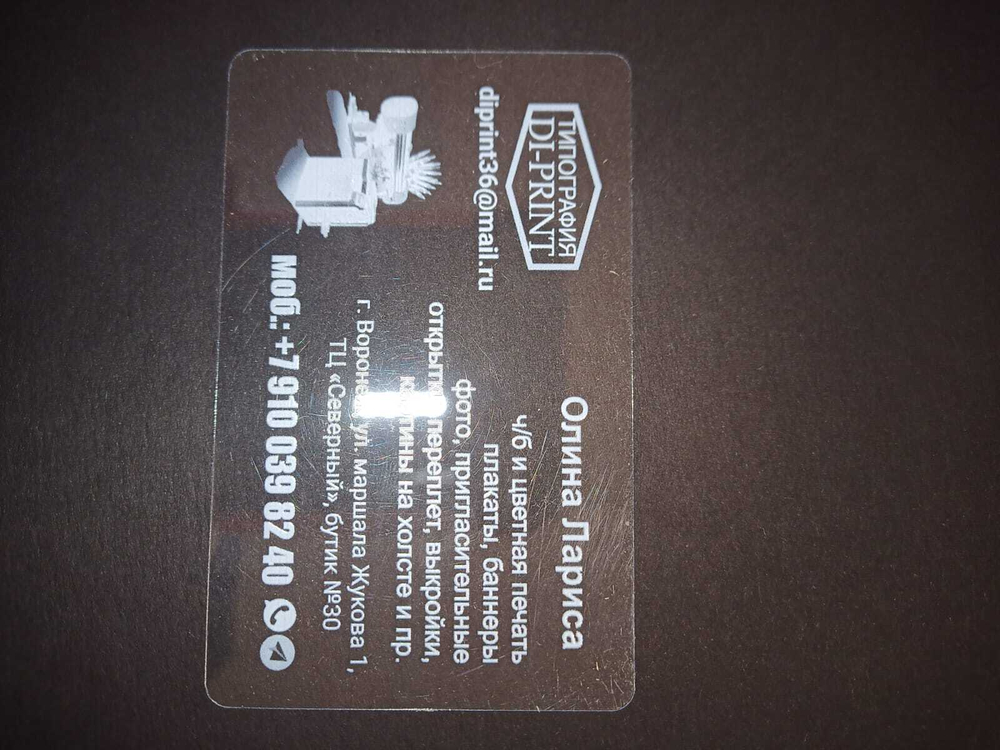 ТИПОГРАФИЯ
DI-PRINT
diprint36@mail.ru
Олина Лариса
ч/б и цветная печать
плакаты, баннеры
фото, пригласительные
переплет, выкройки,
на холсте и пр.
ул. маршала Жукова 1,
ТЦ «Северный», бутик №30
Моб.: +7 910 039 82 40